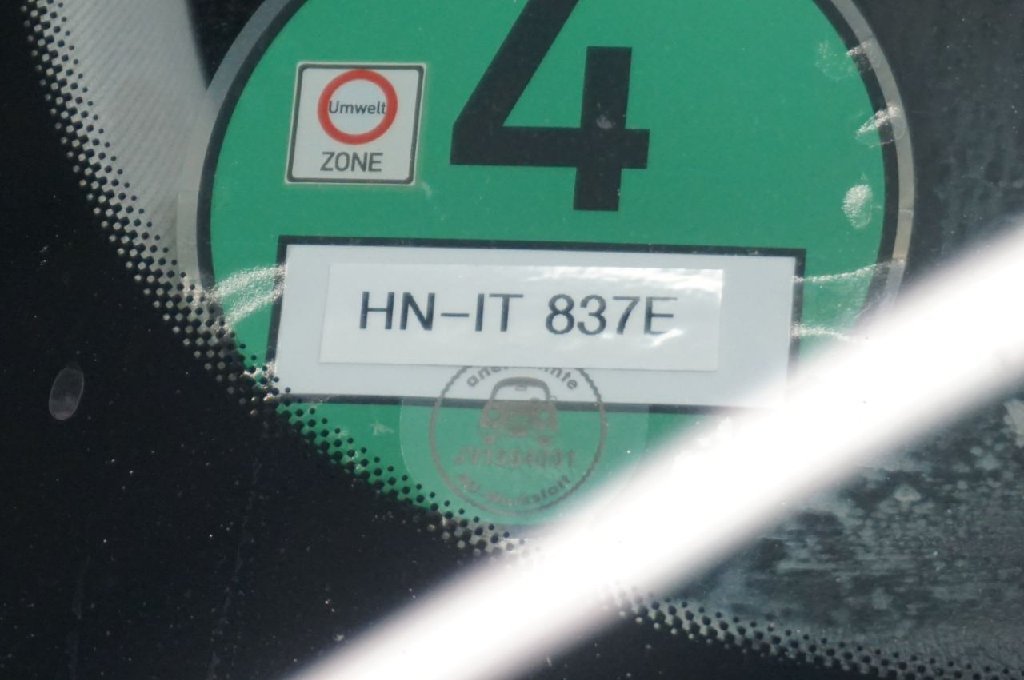 4
Umwelt
ZONE
HN-IT 837E